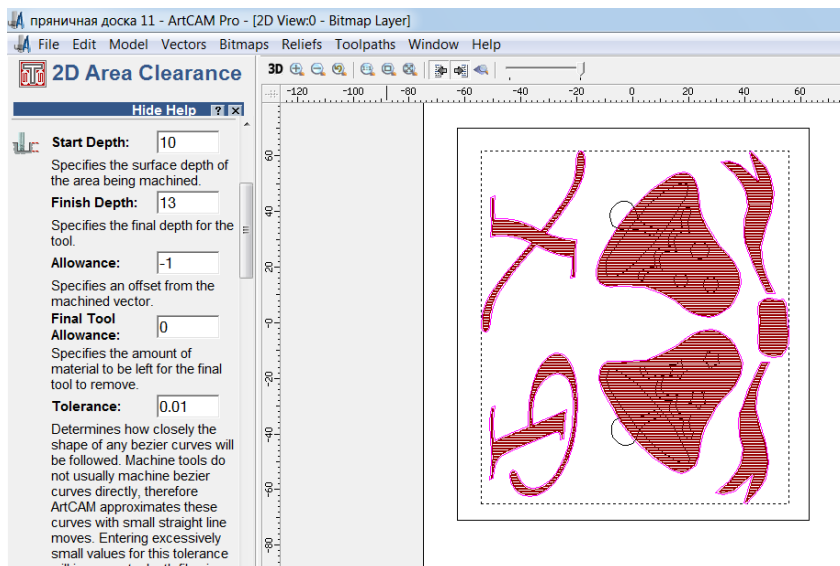 пряничная доска 11 - ArtCAM Pro - [2D View:0 - Bitmap Layer]
File Edit Model Vectors Bitmaps Reliefs Toolpaths Window Help
2D Area Clearance
3D
Hide Help ? X
-120 -100 -80 -60 -40 -20 0 20 40 60
Start Depth: 10
Specifies the surface depth of
the area being machined.
Finish Depth: 13
Specifies the final depth for the
tool.
Allowance: -1
Specifies an offset from the
machined vector.
Final Tool
Allowance: 0
Specifies the amount of
material to be left for the final
tool to remove.
Tolerance: 0.01
Determines how closely the
shape of any bezier curves will
be followed. Machine tools do
not usually machine bezier
curves directly, therefore
ArtCAM approximates these
curves with small straight line
moves. Entering excessively
small values for this tolerance
60
40
20
-0
-20
-40
-60
-80